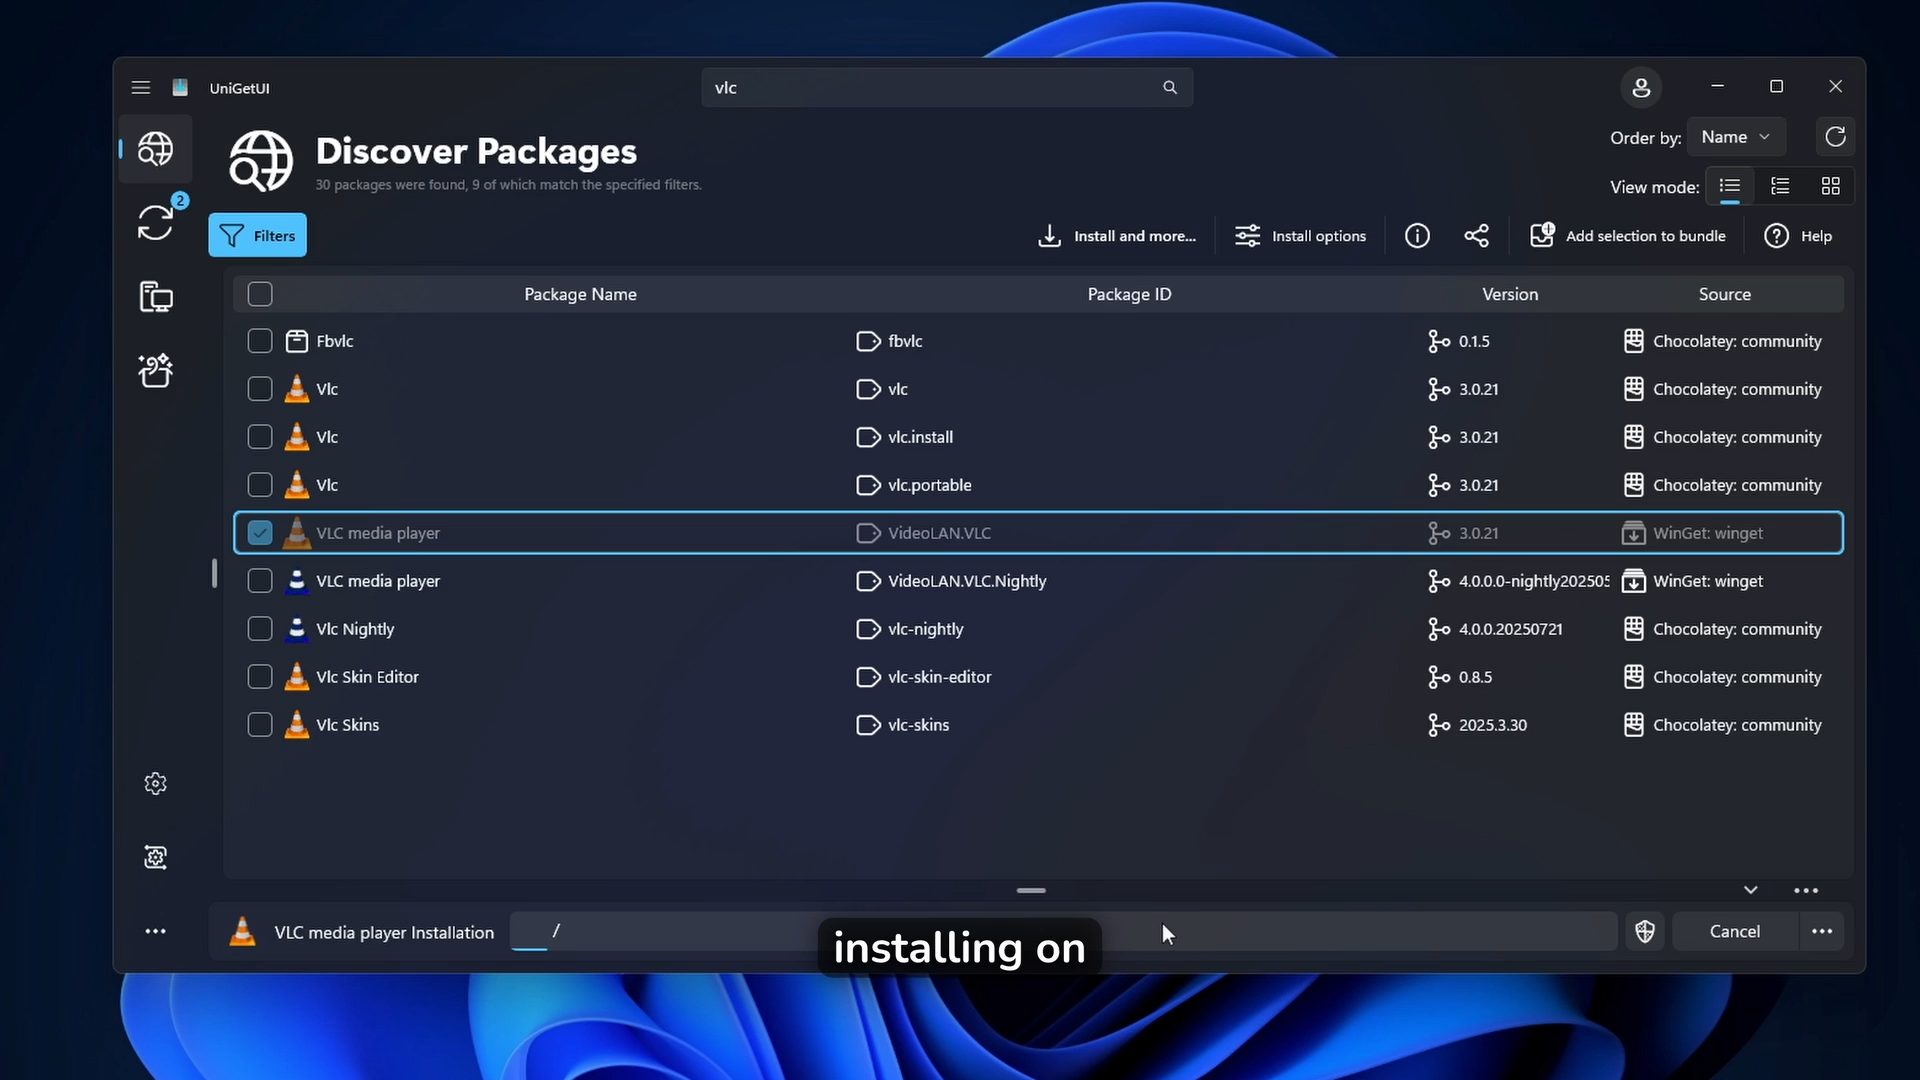 UniGetUI
vlc
Discover Packages
30 packages were found, 9 of which match the specified filters.
Order by: Name
View mode:
2
Filters
Install and more...
Install options
Add selection to bundle
Help
Package Name Package ID Version Source
Fbvlc fbvlc 0.1.5 Chocolatey: community
Vlc vlc 3.0.21 Chocolatey: community
Vlc vlc.install 3.0.21 Chocolatey: community
Vlc vlc.portable 3.0.21 Chocolatey: community
VLC media player VideoLAN.VLC 3.0.21 WinGet: winget
VLC media player VideoLAN.VLC.Nightly 4.0.0.0-nightly202505 WinGet: winget
Vlc Nightly vlc-nightly 4.0.0.20250721 Chocolatey: community
Vlc Skin Editor vlc-skin-editor 0.8.5 Chocolatey: community
Vlc Skins vlc-skins 2025.3.30 Chocolatey: community
VLC media player Installation / Cancel
installing on